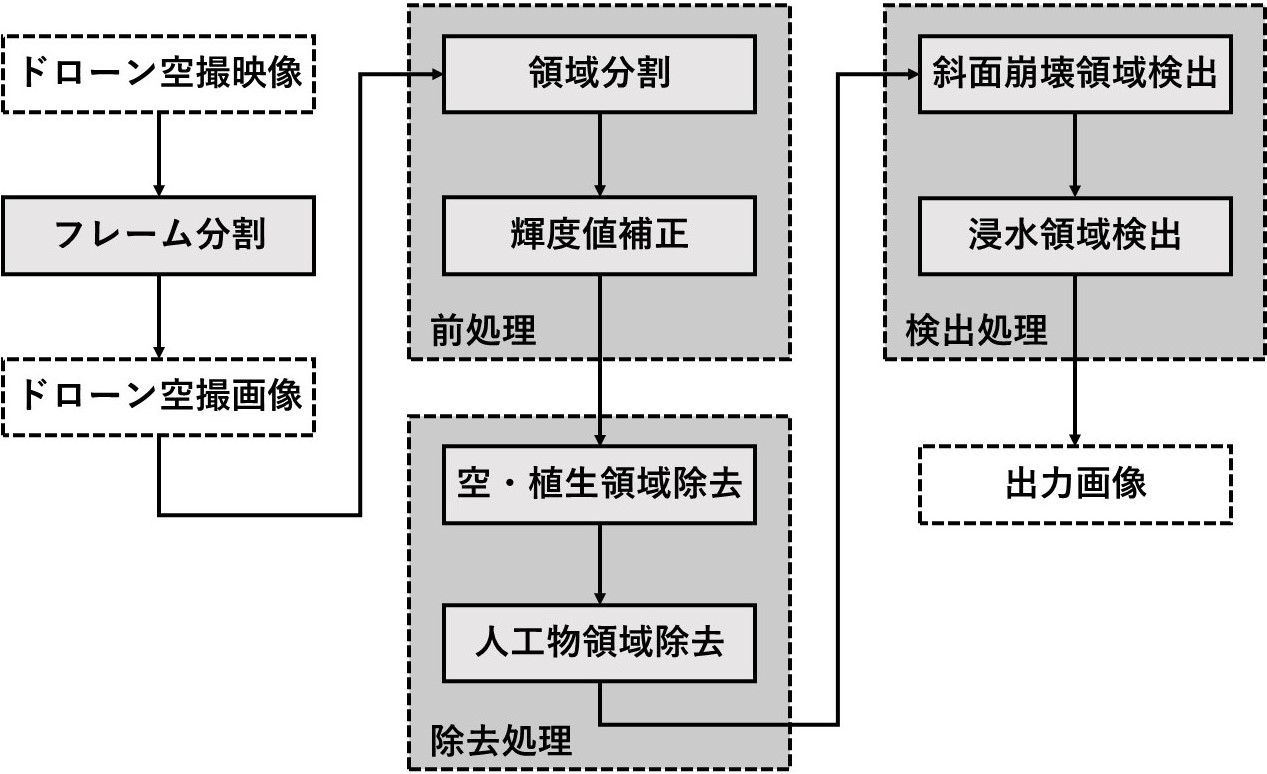 ドローン空撮映像
フレーム分割
ドローン空撮画像
領域分割
輝度値補正
前処理
空・植生領域除去
人工物領域除去
除去処理
斜面崩壊領域検出
浸水領域検出
検出処理
出力画像